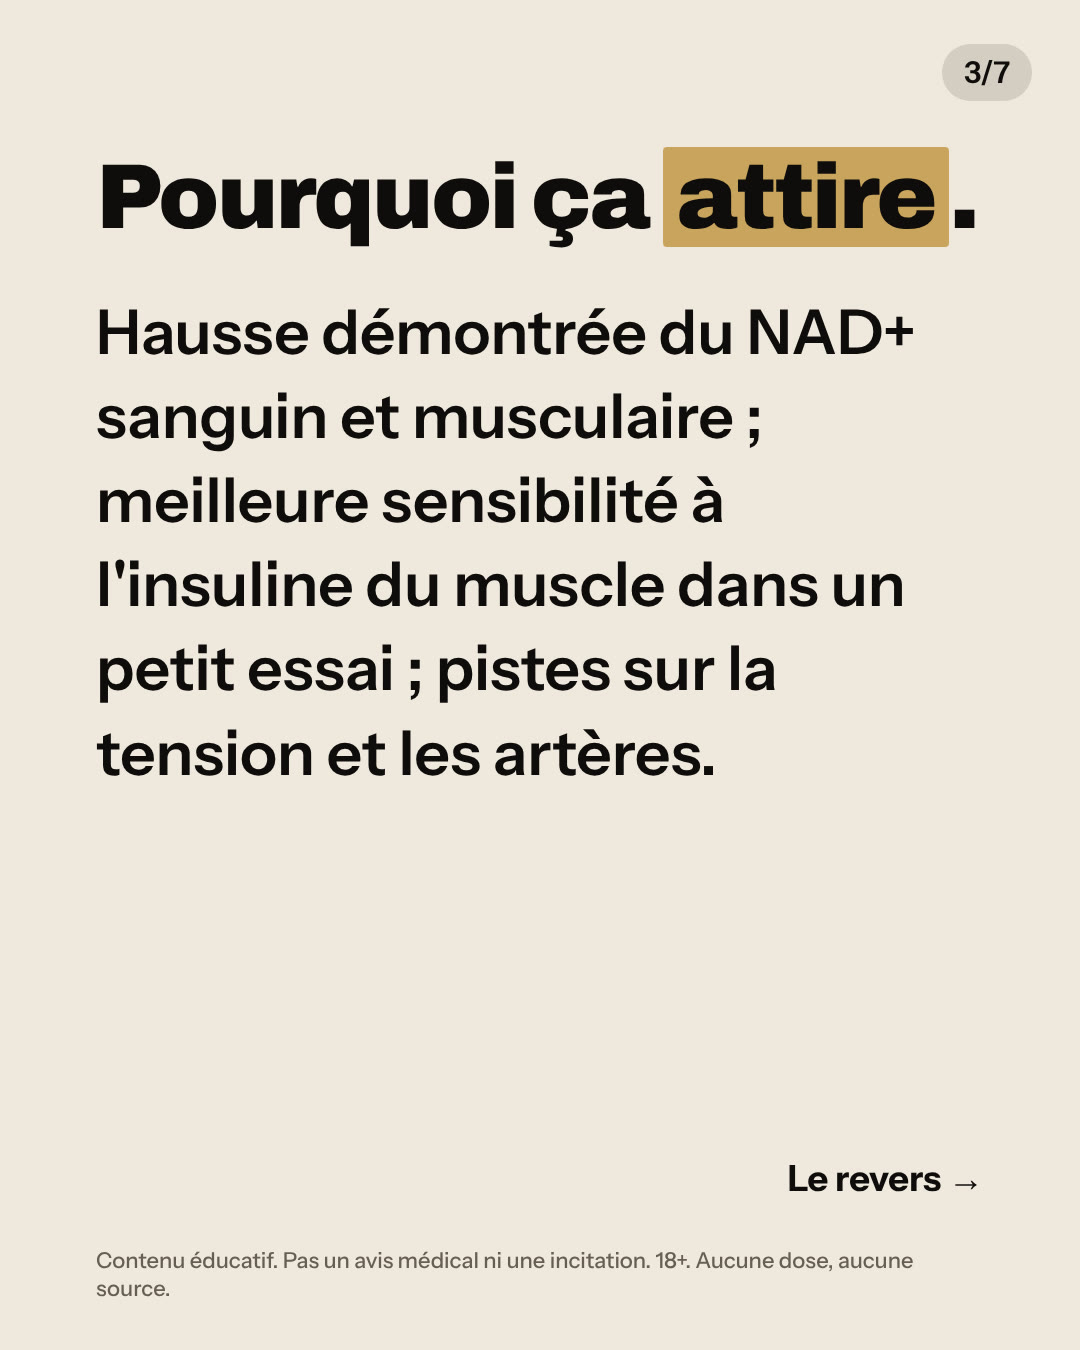 3/7
Pourquoi ça attire.
Hausse démontrée du NAD+
sanguin et musculaire ;
meilleure sensibilité à
l'insuline du muscle dans un
petit essai ; pistes sur la
tension et les artères.
Le revers →
Contenu éducatif. Pas un avis médical ni une incitation. 18+. Aucune dose, aucune
source.